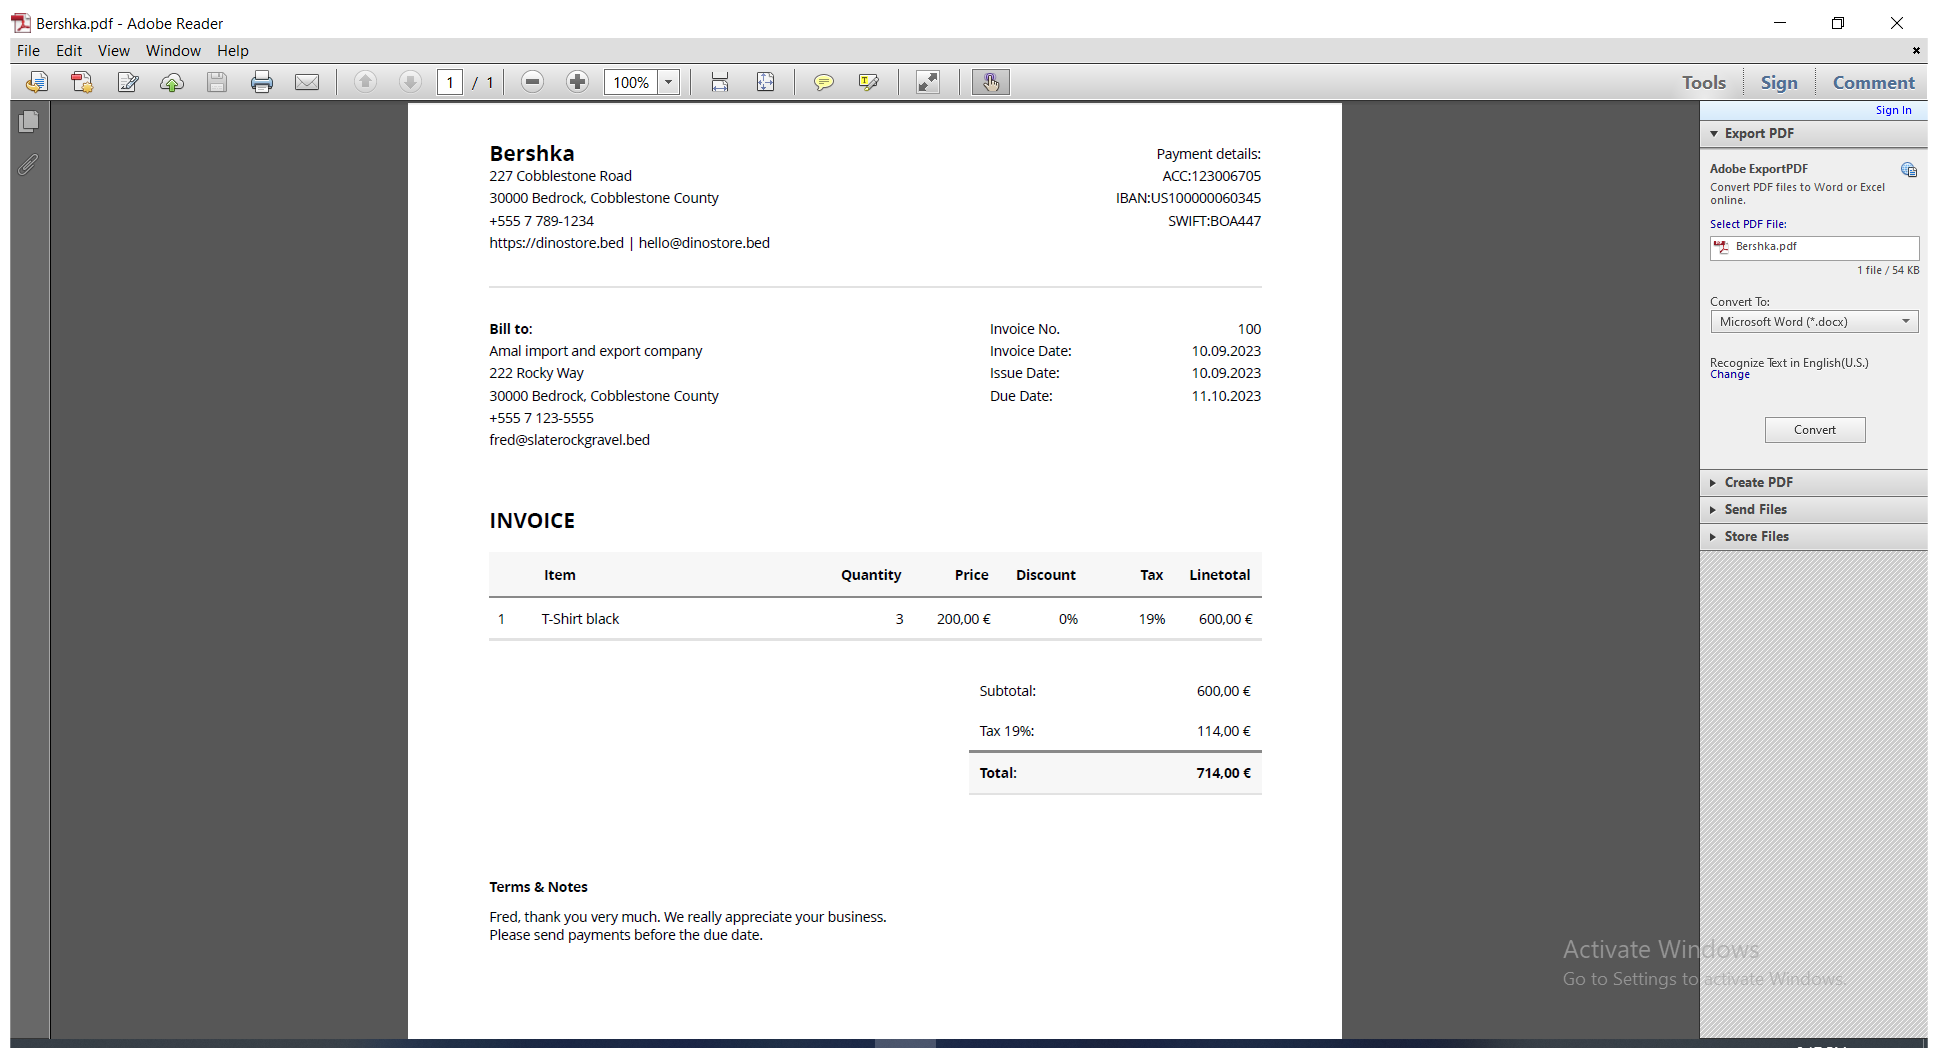 Bershka.pdf - Adobe Reader
File Edit View Window Help
1 / 1 100% Tools Sign Comment
Sign In
Export PDF
Adobe ExportPDF
Convert PDF files to Word or Excel
online.
Select PDF File:
Bershka.pdf
1 file / 54 KB
Convert To:
Microsoft Word (*.docx)
Recognize Text in English(U.S.)
Change
Convert
Create PDF
Send Files
Store Files
Bershka
227 Cobblestone Road
30000 Bedrock, Cobblestone County
+555 7 789-1234
https://dinostore.bed | hello@dinostore.bed
Payment details:
ACC:123006705
IBAN:US100000060345
SWIFT:BOA447
Bill to:
Amal import and export company
222 Rocky Way
30000 Bedrock, Cobblestone County
+555 7 123-5555
fred@slaterockgravel.bed
Invoice No. 100
Invoice Date: 10.09.2023
Issue Date: 10.09.2023
Due Date: 11.10.2023
INVOICE
Item Quantity Price Discount Tax Linetotal
1 T-Shirt black 3 200,00 € 0% 19% 600,00 €
Subtotal: 600,00 €
Tax 19%: 114,00 €
Total: 714,00 €
Terms & Notes
Fred, thank you very much. We really appreciate your business.
Please send payments before the due date.
Activate Windows
Go to Settings to activate Windows.